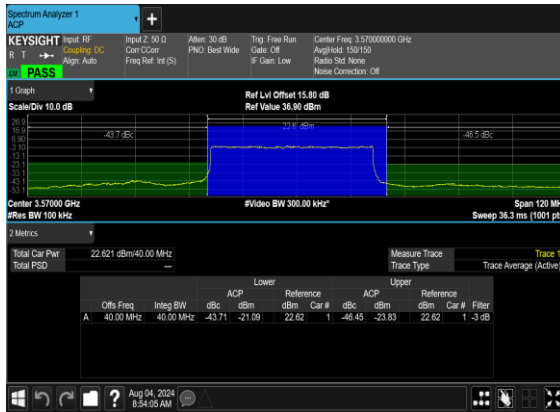 Spectrum Analyzer 1
ACP
KEYSIGHT Input: RF Input Z: 50 Ω Atten: 30 dB Trig: Free Run Center Freq: 3.570000000 GHz
R T Coupling: DC Corr CCorr PNO: Best Wide Gate: Off Avg|Hold: 150/150
Align: Auto Freq Ref: Int (S) IF Gain: Low Radio Std: None
PASS Noise Correction: Off
1 Graph
Scale/Div 10.0 dB Ref Lvl Offset 15.80 dB
Ref Value 36.90 dBm
26.9
16.9
6.90
-3.10
-13.1
-23.1
-33.1
-43.1
-53.1
-43.7 dBc 22.6 dBm -46.5 dBc
Center 3.57000 GHz #Video BW 300.00 kHz* Span 120 MH
#Res BW 100 kHz Sweep 36.3 ms (1001 pt
2 Metrics
Total Car Pwr 22.621 dBm/40.00 MHz Measure Trace Trace 1
Total PSD --- Trace Type Trace Average (Active)
Lower Upper
ACP Reference ACP Reference
Offs Freq Integ BW dBc dBm dBm Car # dBc dBm dBm Car # Filter
A 40.00 MHz 40.00 MHz -43.71 -21.09 22.62 1 -46.45 -23.83 22.62 1 -3 dB
Aug 04, 2024
8:54:05 AM